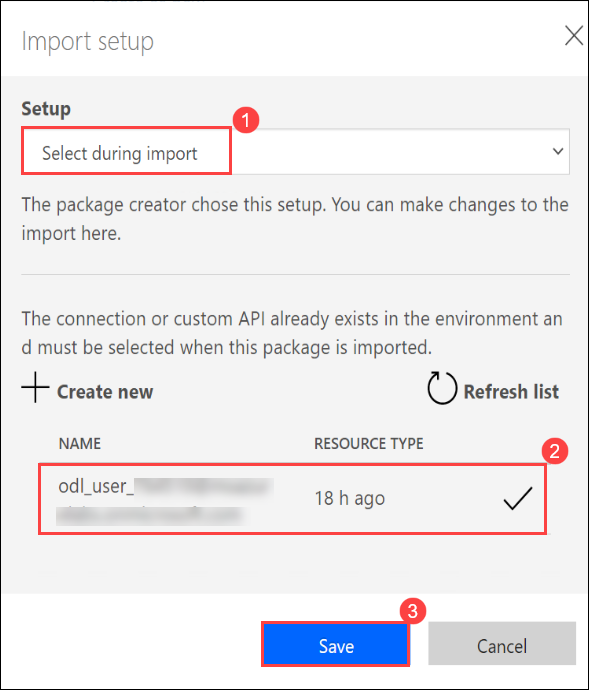 Import setup
Setup
1
Select during import
The package creator chose this setup. You can make changes to the
import here.
The connection or custom API already exists in the environment an
d must be selected when this package is imported.
Create new
Refresh list
NAME
RESOURCE TYPE
2
odl_user_
18 h ago
3
Save
Cancel